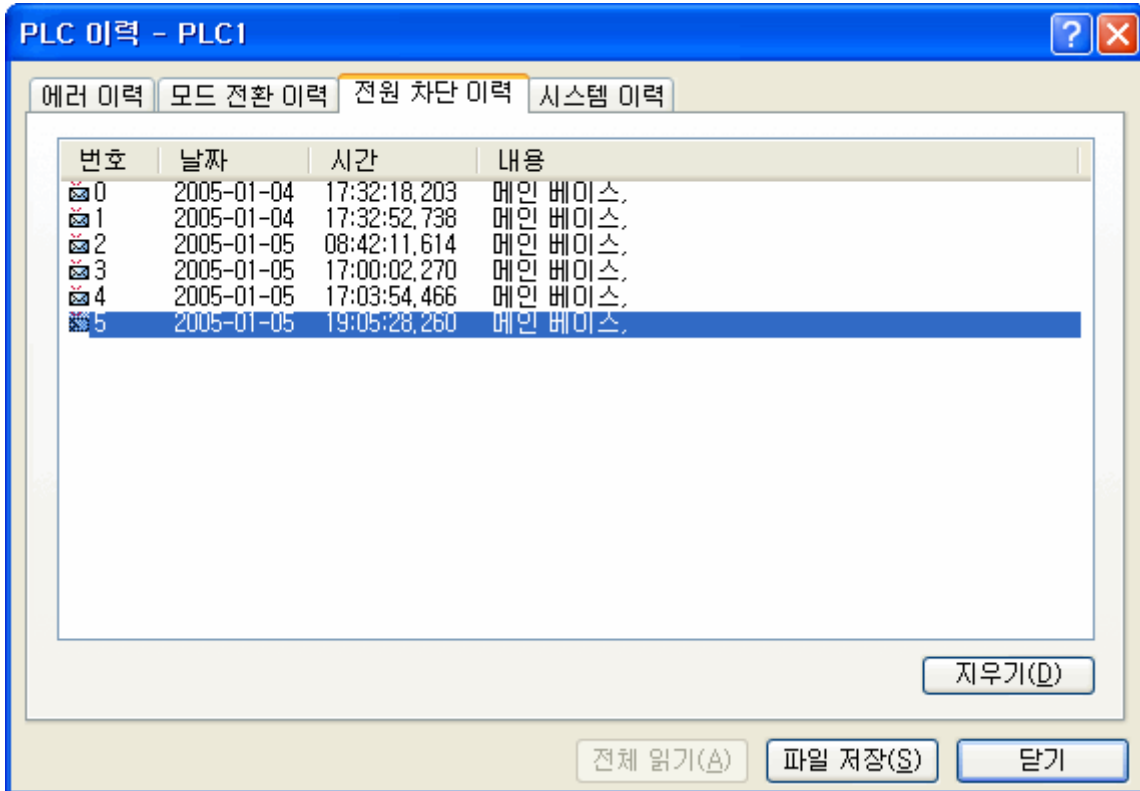 PLC 이력 - PLC1
에러 이력 모드 전환 이력 전원 차단 이력 시스템 이력
번호 날짜 시간 내용
0 2005-01-04 17:32:18,203 메인 베이스,
1 2005-01-04 17:32:52,738 메인 베이스,
2 2005-01-05 08:42:11,614 메인 베이스,
3 2005-01-05 17:00:02,270 메인 베이스,
4 2005-01-05 17:03:54,466 메인 베이스,
5 2005-01-05 19:05:28,260 메인 베이스,
지우기(D)
전체 읽기(A) 파일 저장(S) 닫기